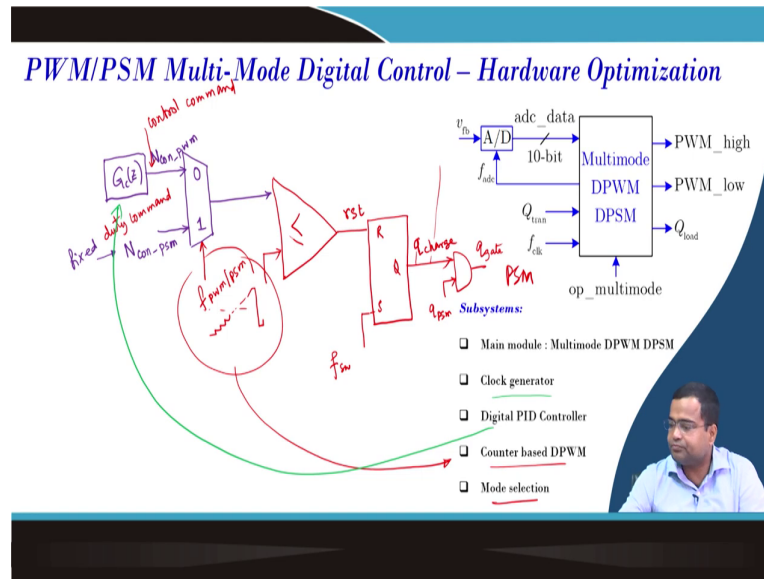 PWM/PSM Multi-Mode Digital Control – Hardware Optimization
control command
Ncon_pwm
Gc(z)
0
duty command
1
fixed
Ncon_psm
fpwm/psm
≤
rst
R
Q
S
fsw
qcharge
qgate
qpsm
PSM
vfb
A/D
adc_data
10-bit
fadc
Qtran
fclk
Multimode
DPWM
DPSM
PWM_high
PWM_low
Qload
op_multimode
Subsystems:
Main module : Multimode DPWM DPSM
Clock generator
Digital PID Controller
Counter based DPWM
Mode selection